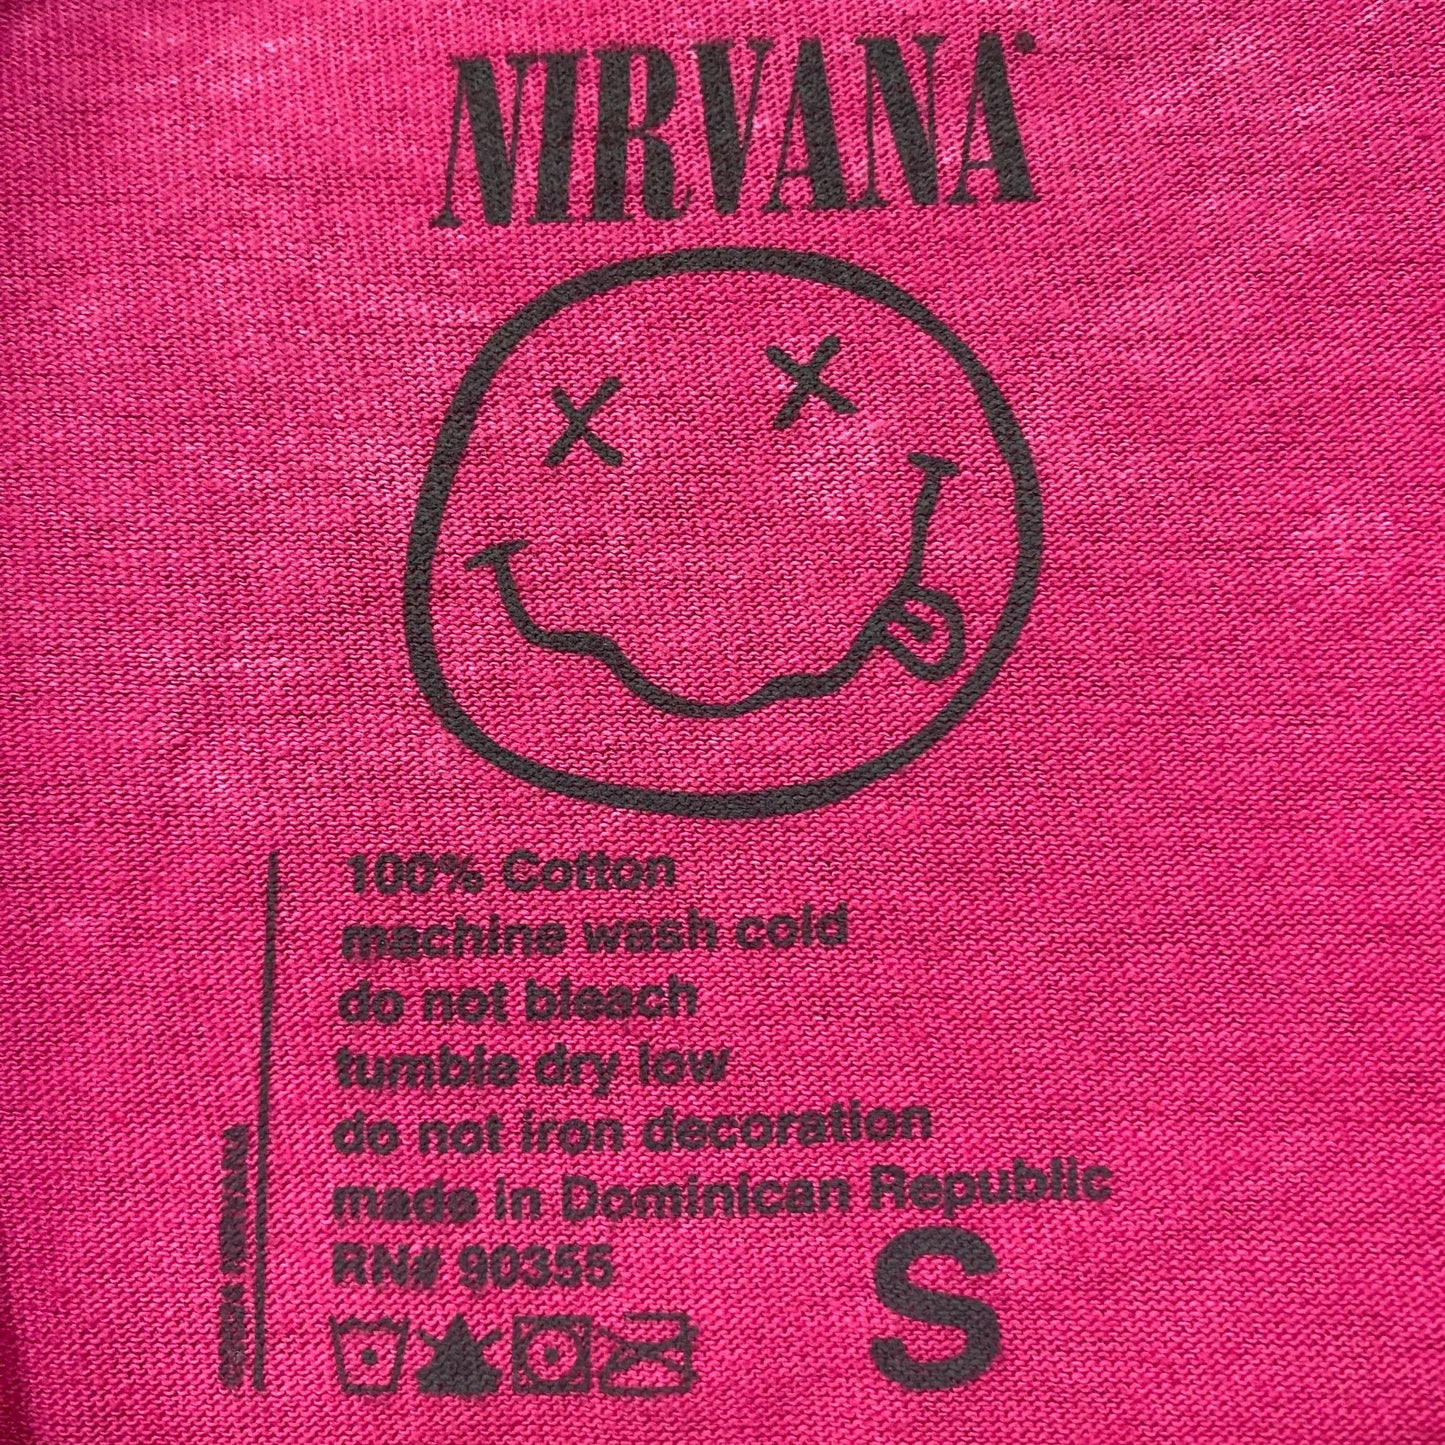 NIRVANA
100% Cotton
machine wash cold
do not bleach
tumble dry low
do not iron decoration
made in Dominican Republic
RN# 90355
S
NIRVANA